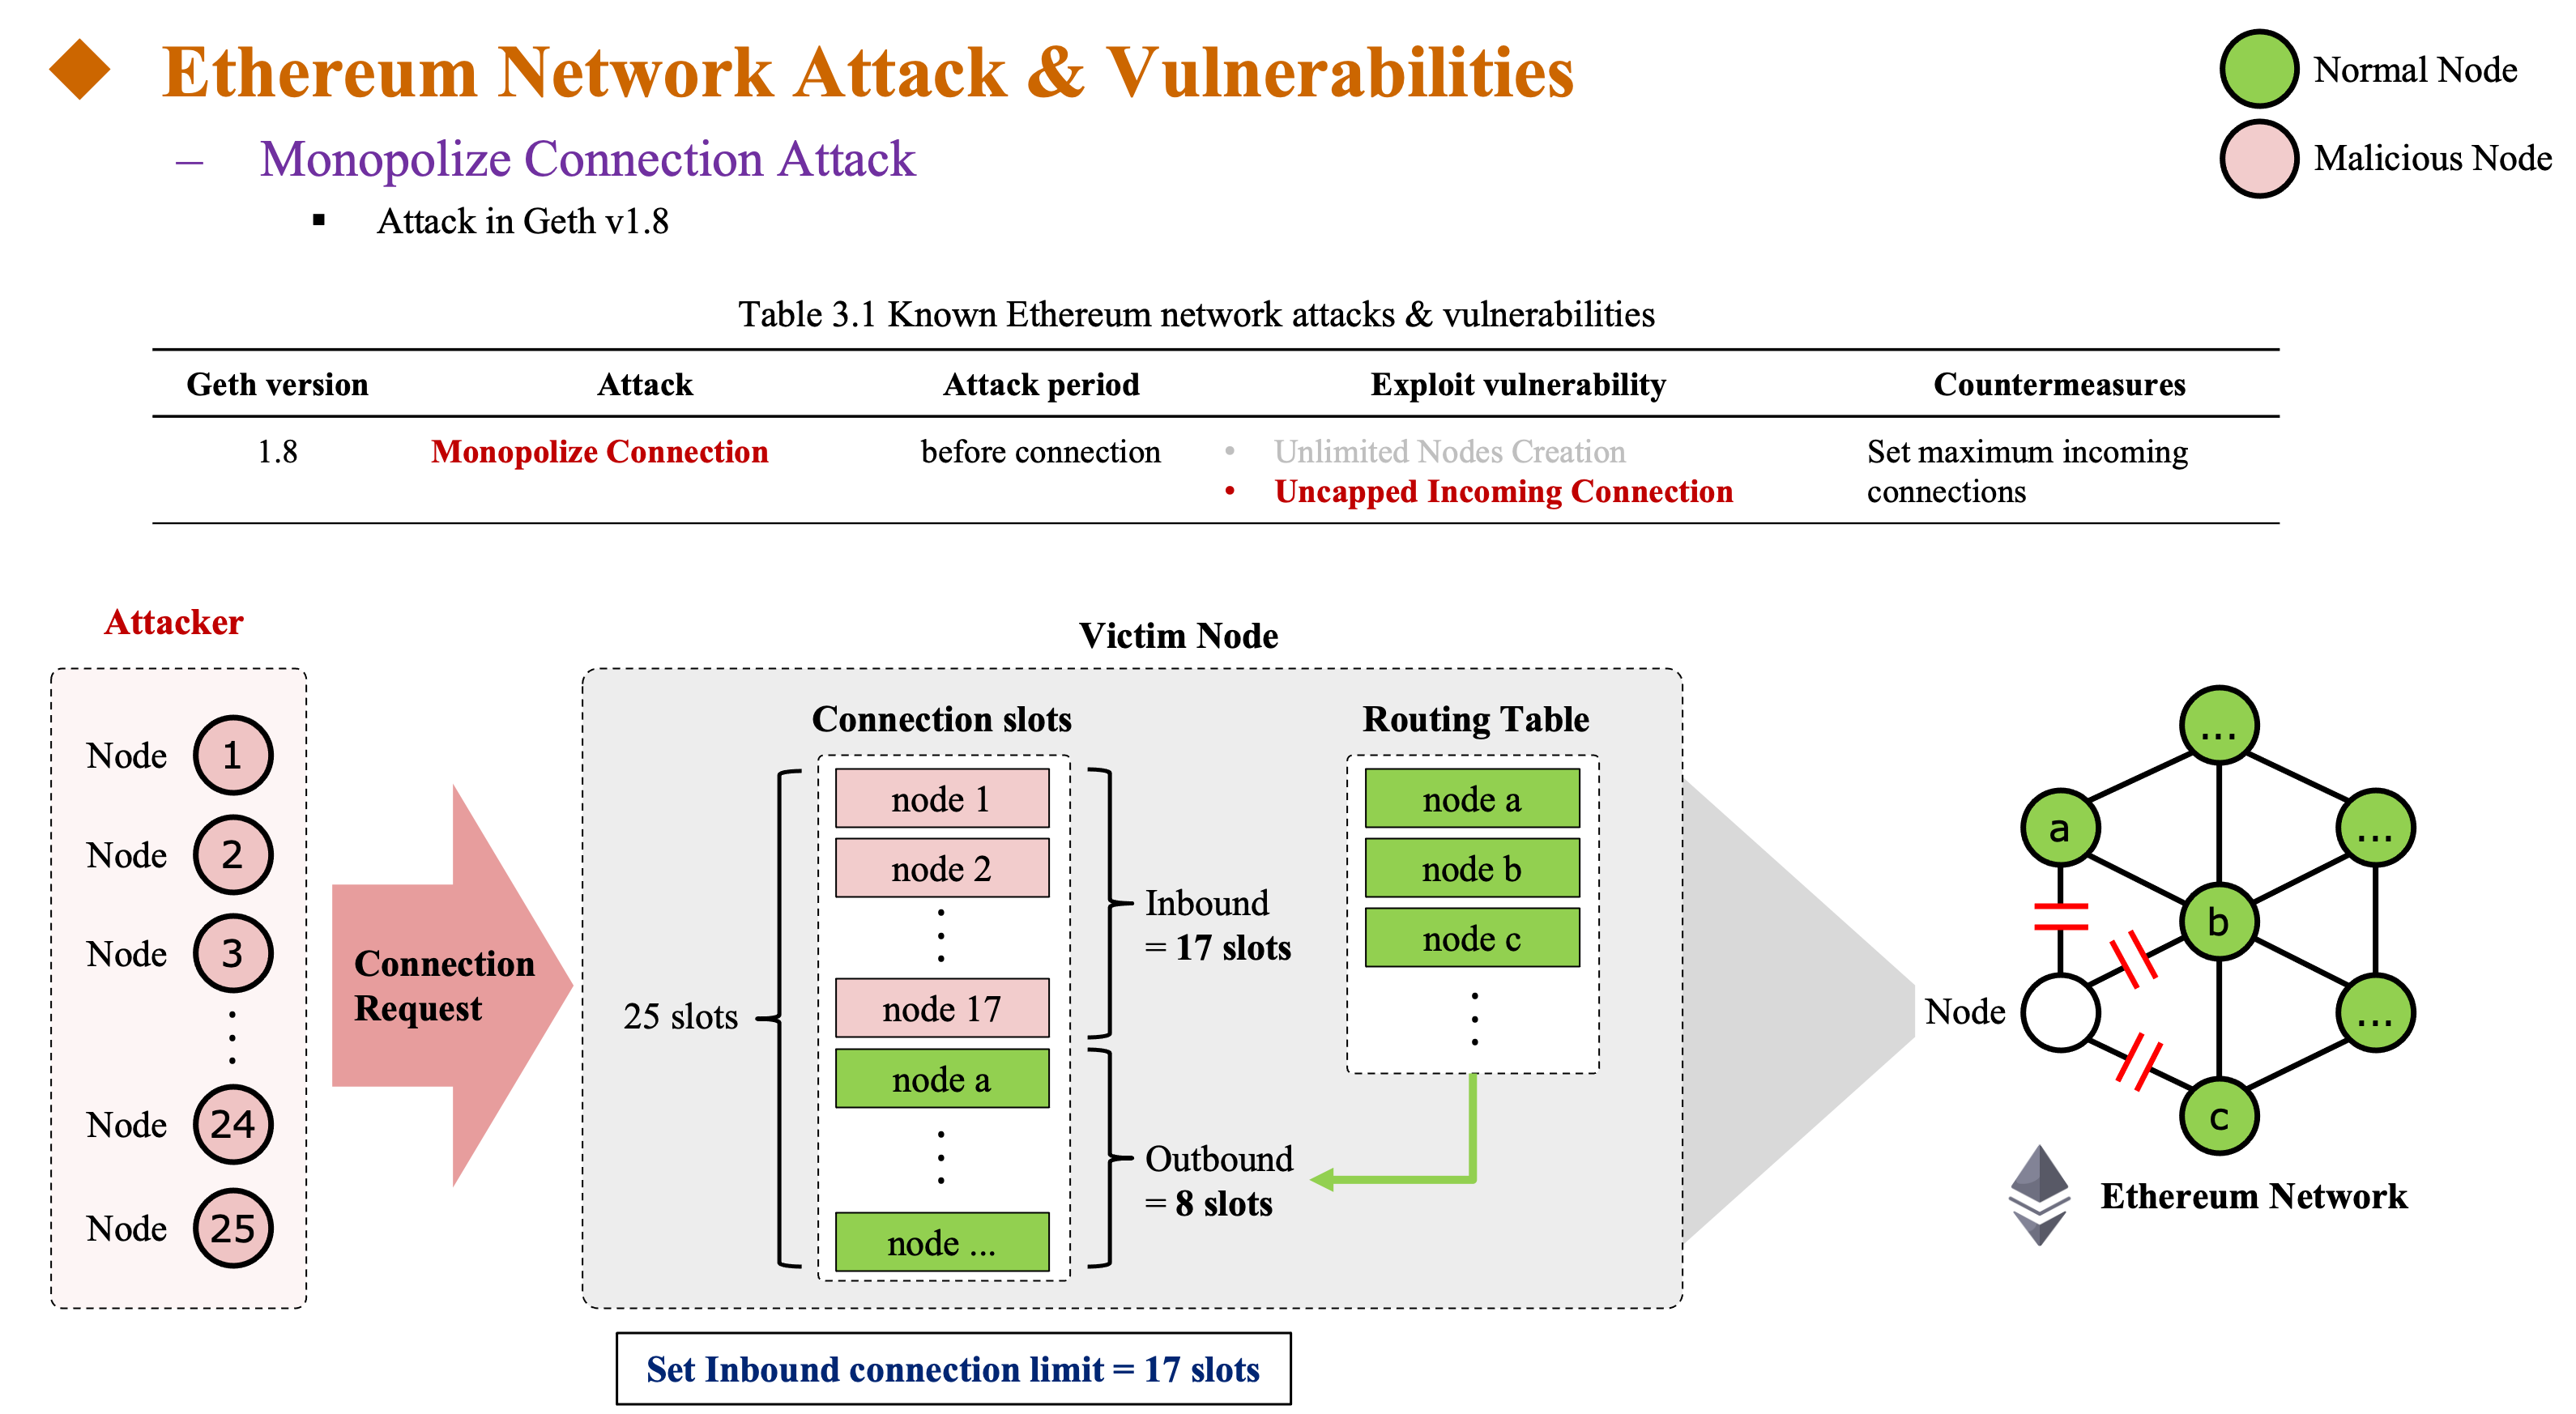 Ethereum Network Attack & Vulnerabilities
– Monopolize Connection Attack
▪ Attack in Geth v1.8
Normal Node
Malicious Node
Table 3.1 Known Ethereum network attacks & vulnerabilities
Geth version Attack Attack period Exploit vulnerability Countermeasures
1.8 Monopolize Connection before connection • Unlimited Nodes Creation Set maximum incoming
• Uncapped Incoming Connection connections
Attacker
Node 1
Node 2
Node 3
Node 24
Node 25
Connection
Request
Victim Node
Connection slots
25 slots
node 1
node 2
node 17
node a
node ...
Inbound
= 17 slots
Outbound
= 8 slots
Routing Table
node a
node b
node c
Set Inbound connection limit = 17 slots
...
a
...
b
Node
...
c
Ethereum Network